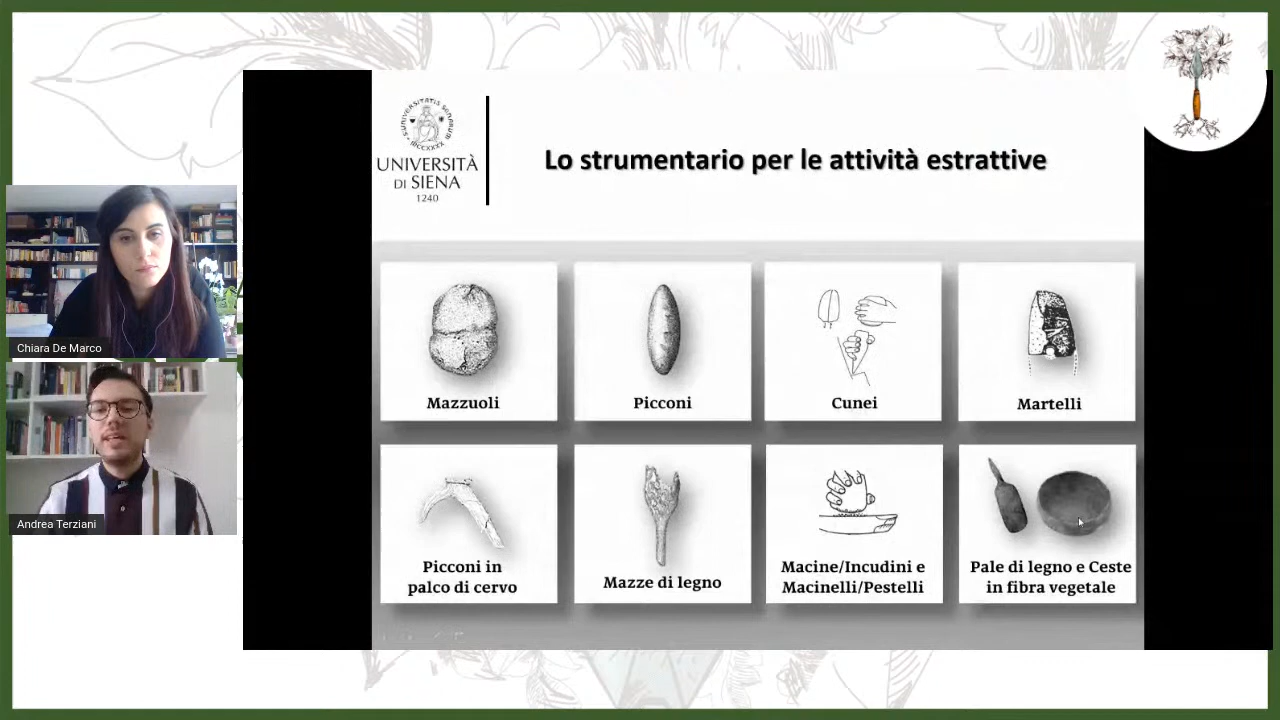 UNIVERSITÀ
DI SIENA
1240
Lo strumentario per le attività estrattive
Chiara De Marco
Andrea Terziani
Mazzuoli
Picconi
Cunei
Martelli
Picconi in
palco di cervo
Mazze di legno
Macine/Incudini e
Macinelli/Pestelli
Pale di legno e Ceste
in fibra vegetale